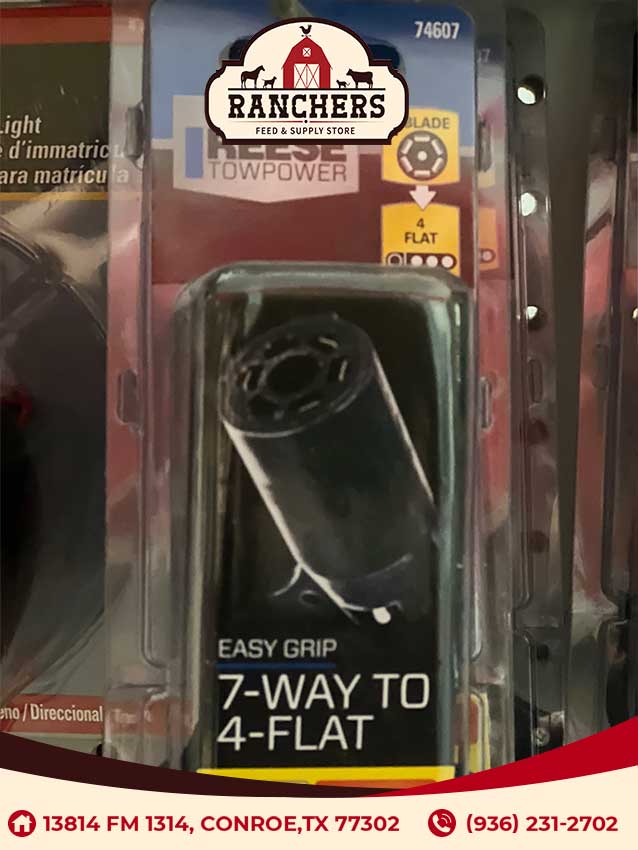 74607
RANCHERS
FEED & SUPPLY STORE
Light
d'immatricu
ara matrícula
REESE
TOWPOWER
BLADE
4
FLAT
EASY GRIP
7-WAY TO
4-FLAT
eno / Direccional
13814 FM 1314, CONROE,TX 77302
(936) 231-2702